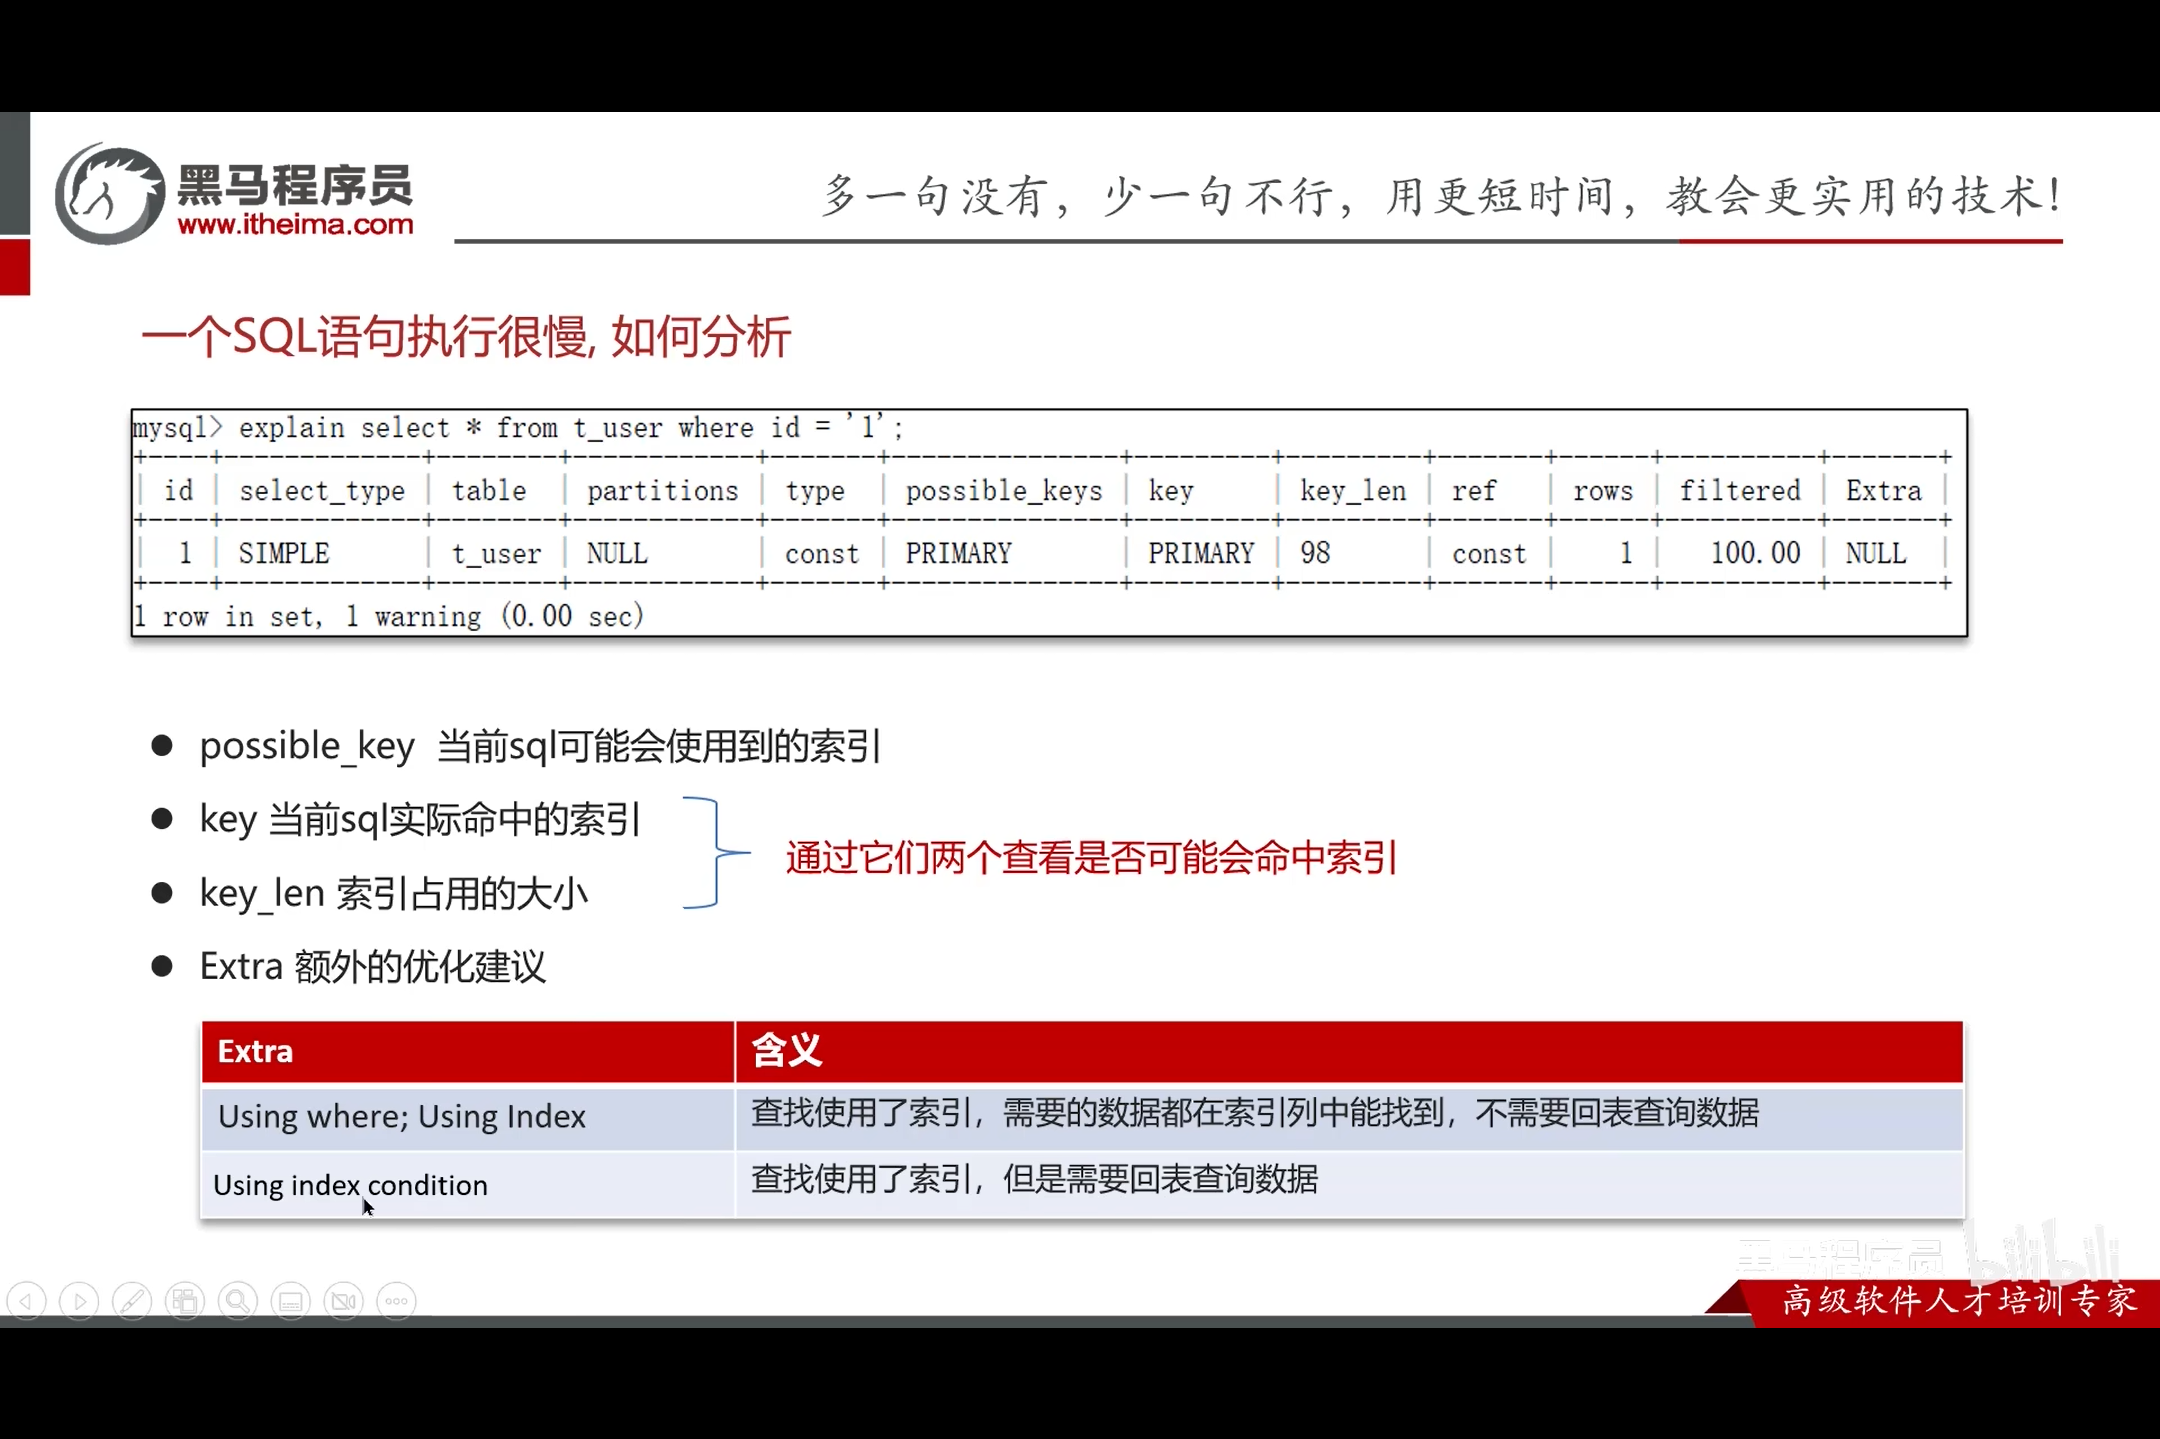 黑马程序员
www.itheima.com
多一句没有，少一句不行，用更短时间，教会更实用的技术！
一个SQL语句执行很慢, 如何分析
mysql> explain select * from t_user where id = '1';
+----+-------------+--------+------------+-------+---------------+---------+---------+-------+------+----------+-------+
| id | select_type | table | partitions | type | possible_keys | key | key_len | ref | rows | filtered | Extra |
+----+-------------+--------+------------+-------+---------------+---------+---------+-------+------+----------+-------+
| 1 | SIMPLE | t_user | NULL | const | PRIMARY | PRIMARY | 98 | const | 1 | 100.00 | NULL |
+----+-------------+--------+------------+-------+---------------+---------+---------+-------+------+----------+-------+
1 row in set, 1 warning (0.00 sec)
● possible_key 当前sql可能会使用到的索引
● key 当前sql实际命中的索引
通过它们两个查看是否可能会命中索引
● key_len 索引占用的大小
● Extra 额外的优化建议
Extra 含义
Using where; Using Index 查找使用了索引，需要的数据都在索引列中能找到，不需要回表查询数据
Using index condition 查找使用了索引，但是需要回表查询数据
黑马程序员 bilibili
高级软件人才培训专家